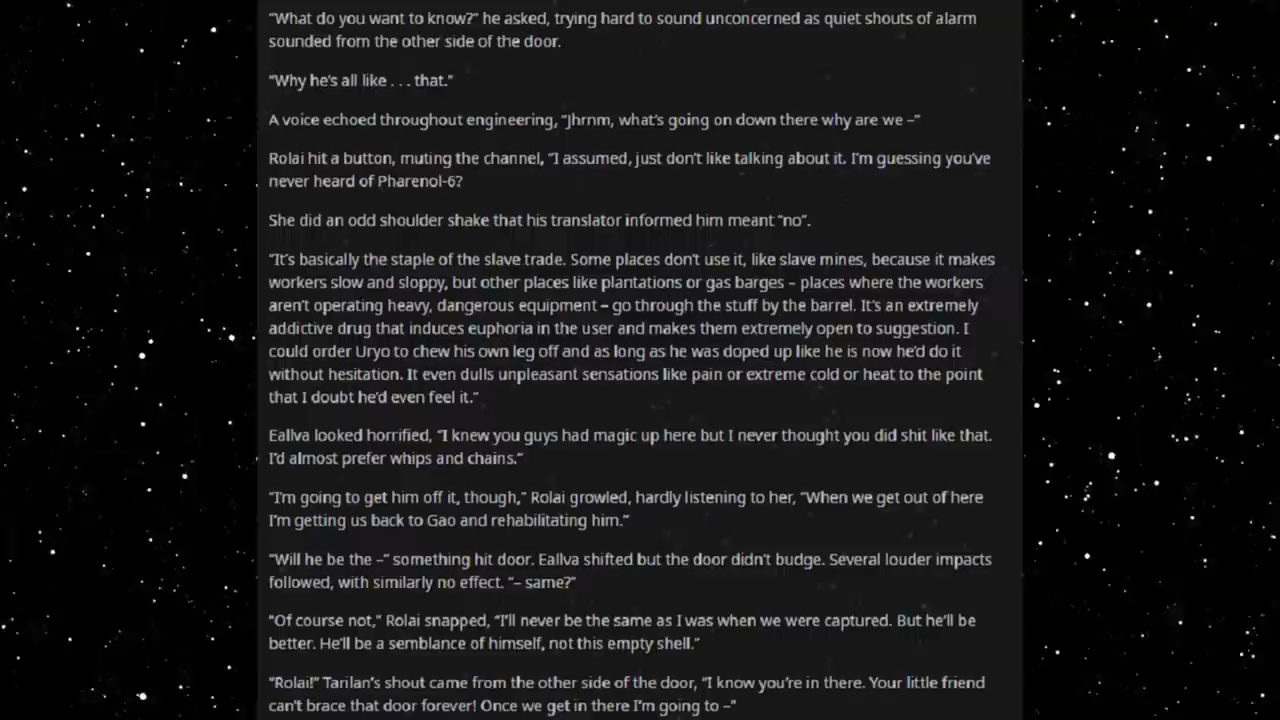 “What do you want to know?” he asked, trying hard to sound unconcerned as quiet shouts of alarm
sounded from the other side of the door.
“Why he’s all like . . . that.”
A voice echoed throughout engineering, “Jhrnm, what’s going on down there why are we –”
Rolai hit a button, muting the channel, “I assumed, just don’t like talking about it. I’m guessing you’ve
never heard of Pharenol-6?
She did an odd shoulder shake that his translator informed him meant “no”.
“It’s basically the staple of the slave trade. Some places don’t use it, like slave mines, because it makes
workers slow and sloppy, but other places like plantations or gas barges – places where the workers
aren’t operating heavy, dangerous equipment – go through the stuff by the barrel. It’s an extremely
addictive drug that induces euphoria in the user and makes them extremely open to suggestion. I
could order Uryo to chew his own leg off and as long as he was doped up like he is now he’d do it
without hesitation. It even dulls unpleasant sensations like pain or extreme cold or heat to the point
that I doubt he’d even feel it.”
Eallva looked horrified, “I knew you guys had magic up here but I never thought you did shit like that.
I’d almost prefer whips and chains.”
“I’m going to get him off it, though,” Rolai growled, hardly listening to her, “When we get out of here
I’m getting us back to Gao and rehabilitating him.”
“Will he be the –” something hit door. Eallva shifted but the door didn’t budge. Several louder impacts
followed, with similarly no effect. “– same?”
“Of course not,” Rolai snapped, “I’ll never be the same as I was when we were captured. But he’ll be
better. He’ll be a semblance of himself, not this empty shell.”
“Rolai!” Tarilan’s shout came from the other side of the door, “I know you’re in there. Your little friend
can’t brace that door forever! Once we get in there I’m going to –”